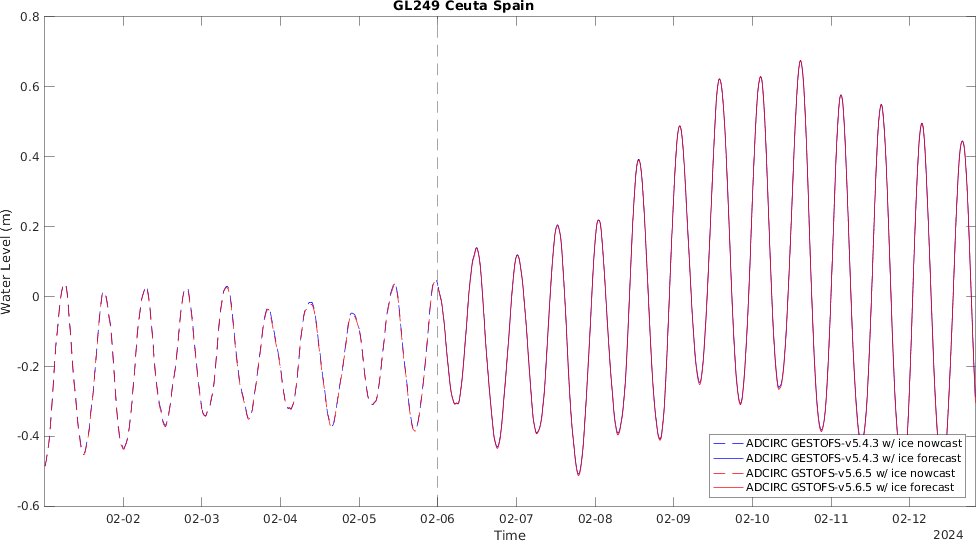 GL249 Ceuta Spain
0.8
0.6
0.4
0.2
0
-0.2
-0.4
-0.6
Water Level (m)
ADCIRC GESTOFS-v5.4.3 w/ ice nowcast
ADCIRC GESTOFS-v5.4.3 w/ ice forecast
ADCIRC GSTOFS-v5.6.5 w/ ice nowcast
ADCIRC GSTOFS-v5.6.5 w/ ice forecast
02-02 02-03 02-04 02-05 02-06 02-07 02-08 02-09 02-10 02-11 02-12
Time
2024